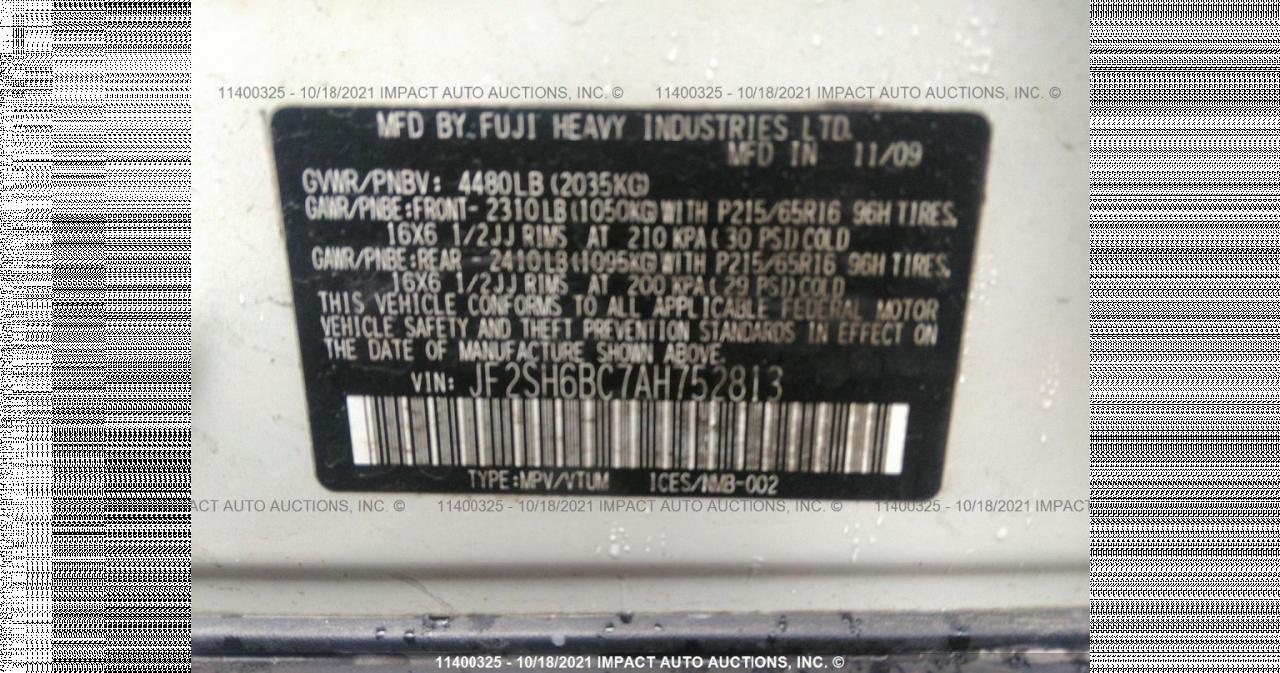 11400325 - 10/18/2021 IMPACT AUTO AUCTIONS, INC. © 11400325 - 10/18/2021 IMPACT AUTO AUCTIONS, INC. ©
MFD BY. FUJI HEAVY INDUSTRIES LTD.
MFD IN 11/09
GVWR/PNBV: 4480LB (2035KG)
GAWR/PNBE:FRONT- 2310LB(1050KG)WITH P215/65R16 96H TIRES,
16X6 1/2JJ RIMS AT 210 KPA(30 PSI)COLD
GAWR/PNBE:REAR - 2410LB(1095KG)WITH P215/65R16 96H TIRES,
16X6 1/2JJ RIMS AT 200 KPA(29 PSI)COLD
THIS VEHICLE CONFORMS TO ALL APPLICABLE FEDERAL MOTOR
VEHICLE SAFETY AND THEFT PREVENTION STANDARDS IN EFFECT ON
THE DATE OF MANUFACTURE SHOWN ABOVE.
VIN: JF2SH6BC7AH752813
TYPE:MPV/VTUM ICES/NMB-002
IMPACT AUTO AUCTIONS, INC. © 11400325 - 10/18/2021 IMPACT AUTO AUCTIONS, INC. © 11400325 - 10/18/2021 IMPACT
11400325 - 10/18/2021 IMPACT AUTO AUCTIONS, INC. ©